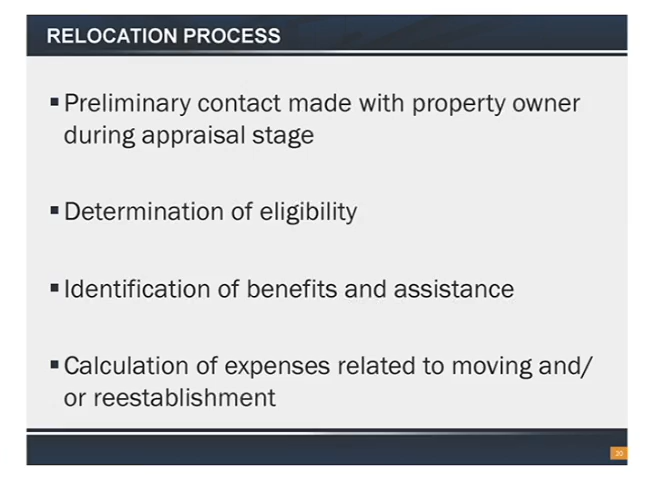 RELOCATION PROCESS
▪Preliminary contact made with property owner
during appraisal stage
▪Determination of eligibility
▪Identification of benefits and assistance
▪Calculation of expenses related to moving and/
or reestablishment
20